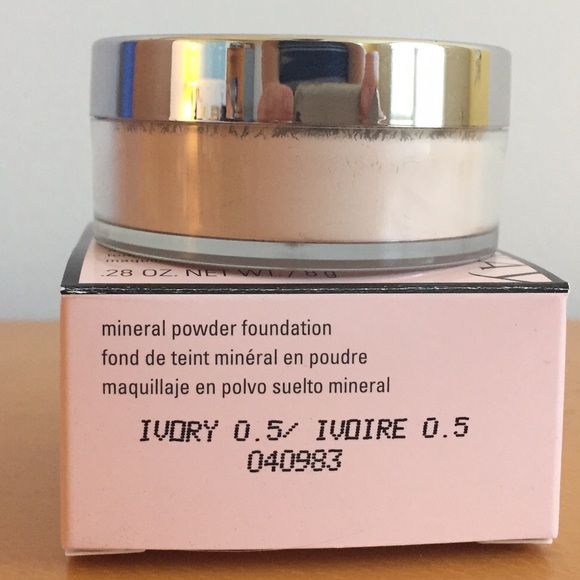 .28 OZ. NET WT. / 8 g
mineral powder foundation
fond de teint minéral en poudre
maquillaje en polvo suelto mineral
IVORY 0.5/ IVOIRE 0.5
040983